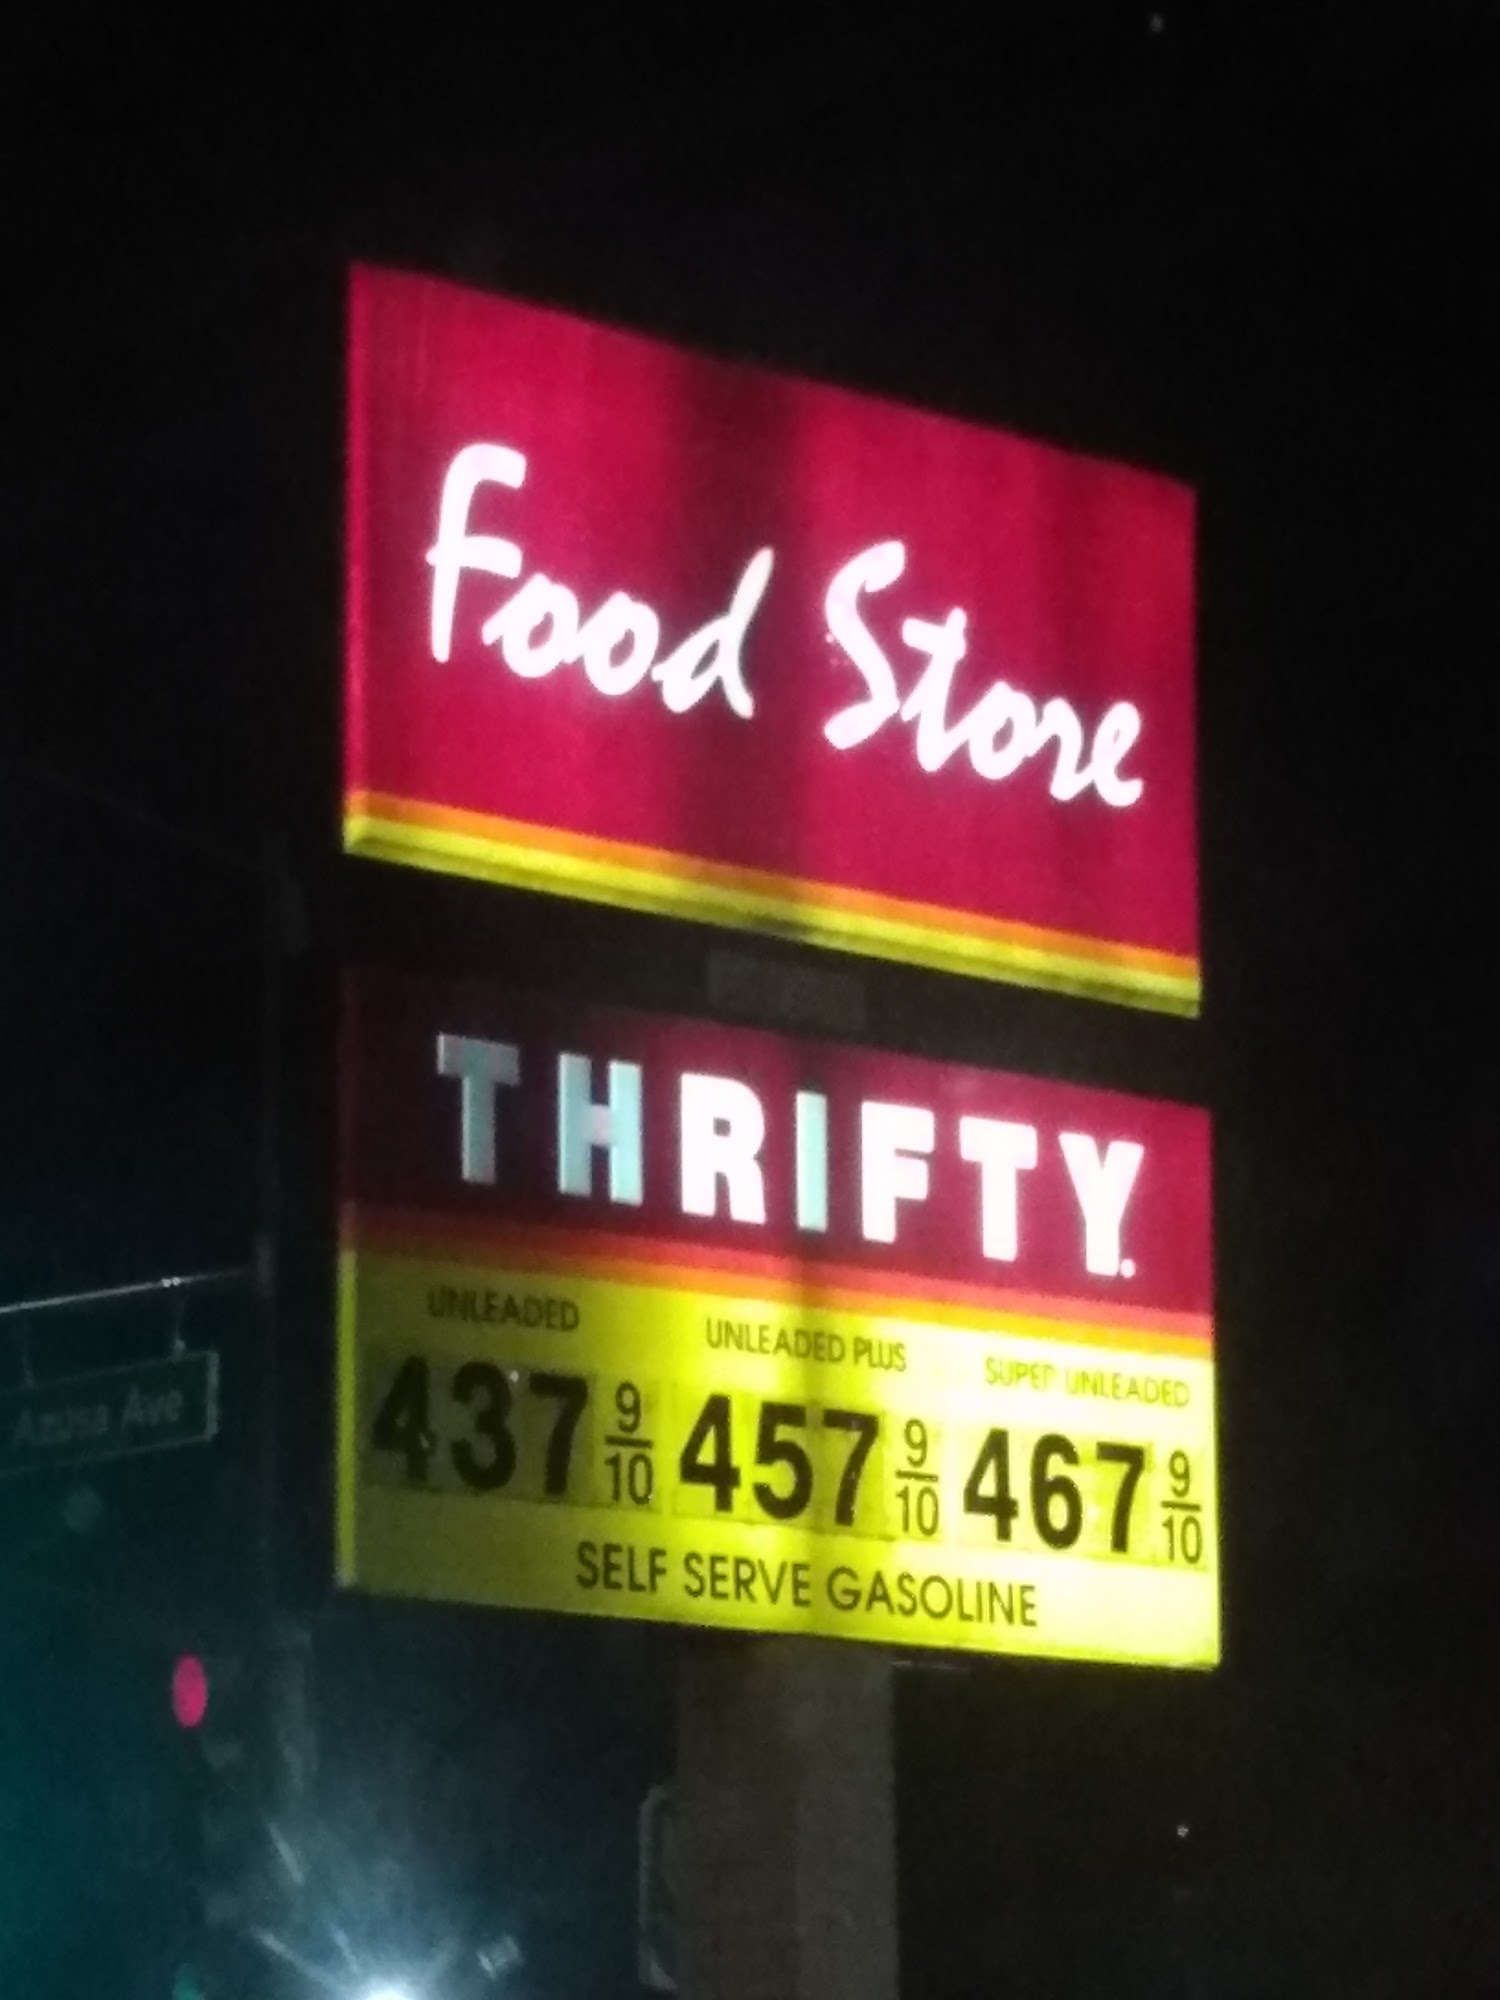 Food Store
THRIFTY.
UNLEADED UNLEADED PLUS SUPER UNLEADED
437 9/10 457 9/10 467 9/10
SELF SERVE GASOLINE
Azusa Ave